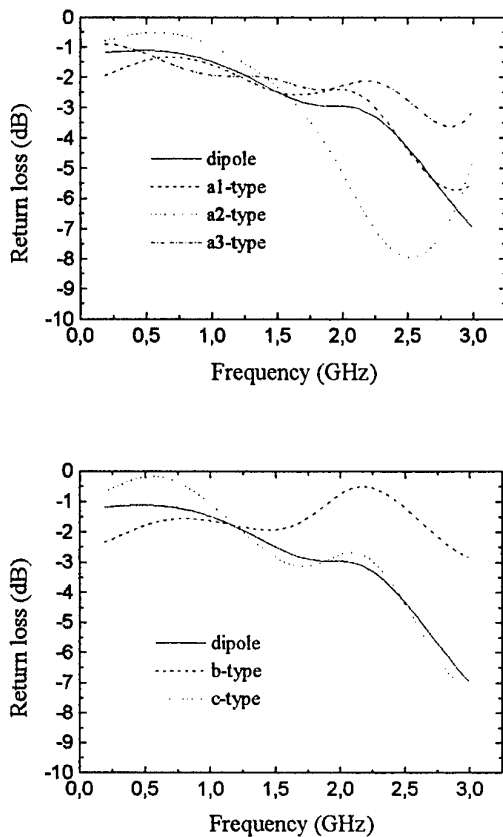 0
-1
-2
-3
-4
-5
-6
-7
-8
-9
-10
Return loss (dB)
dipole
a1-type
a2-type
a3-type
0,0 0,5 1,0 1,5 2,0 2,5 3,0
Frequency (GHz)
0
-1
-2
-3
-4
-5
-6
-7
-8
-9
-10
Return loss (dB)
dipole
b-type
c-type
0,0 0,5 1,0 1,5 2,0 2,5 3,0
Frequency (GHz)